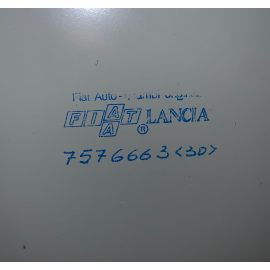 Fiat Auto-
FIAT LANCIA
A
A ®
7576663<30>